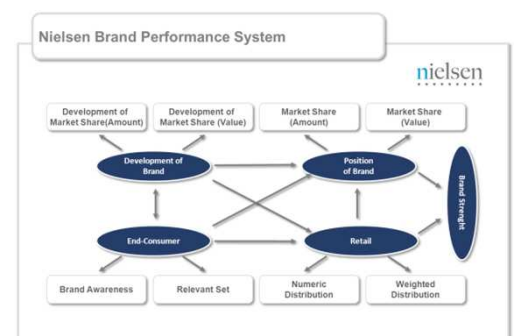 Nielsen Brand Performance System
nielsen
Development of
Market Share(Amount)
Development of
Market Share (Value)
Market Share
(Amount)
Market Share
(Value)
Development of
Brand
Position
of Brand
Brand Strenght
End-Consumer
Retail
Brand Awareness
Relevant Set
Numeric
Distribution
Weighted
Distribution